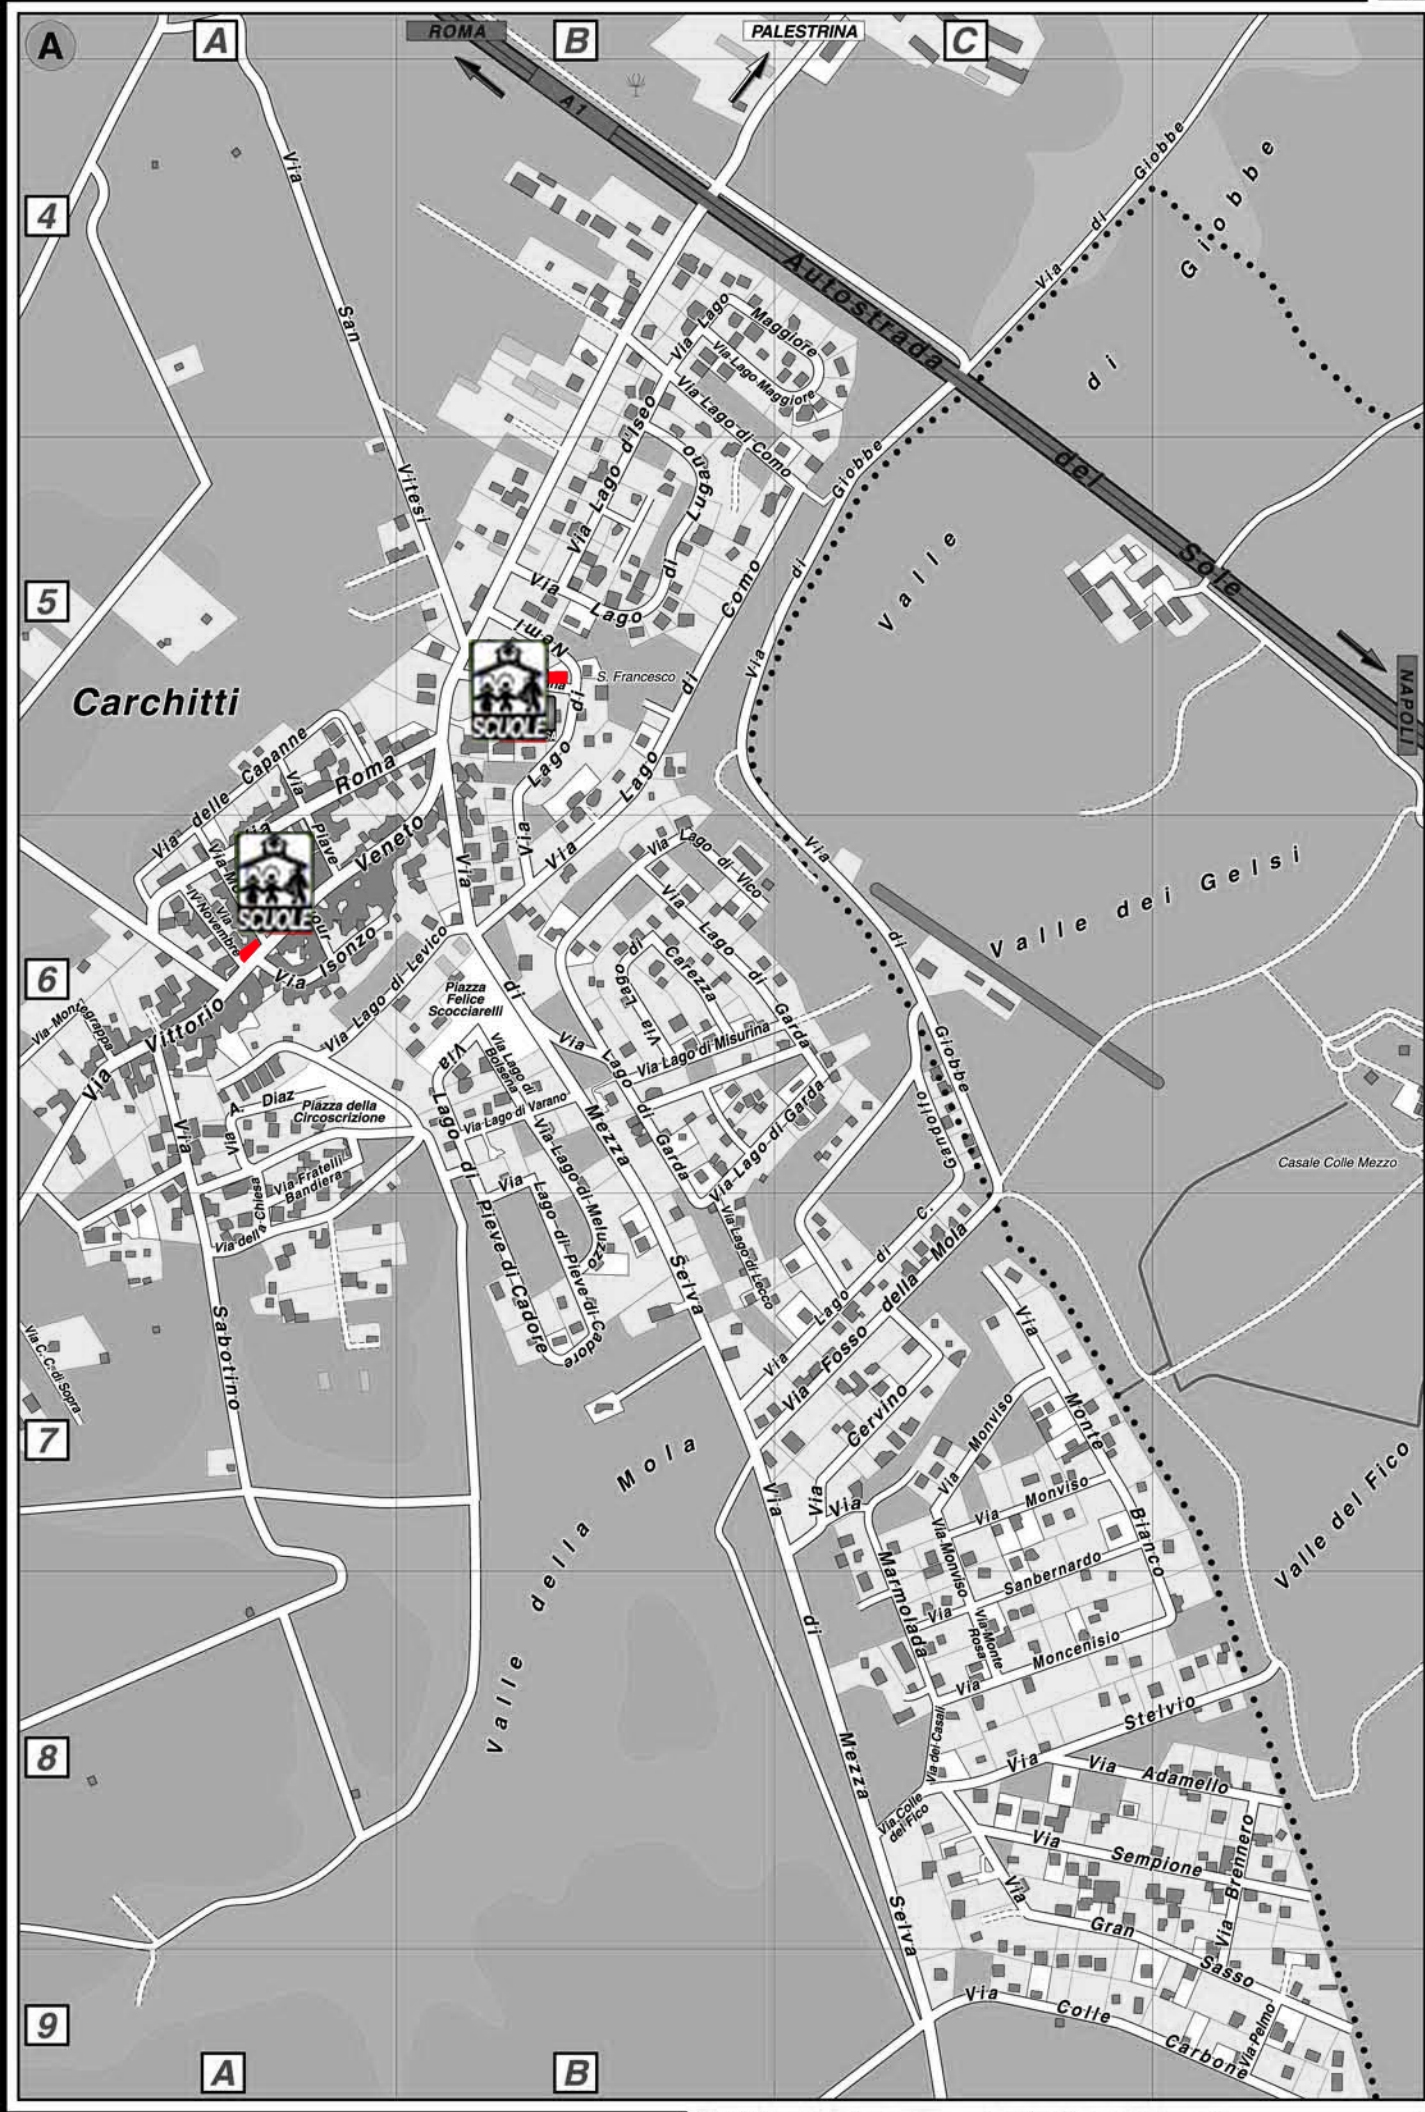 A
A
ROMA
B
PALESTRINA
C
A1
4
Via San Vitesi
Via di Giobbe
di Giobbe
Autostrada del Sole
Via Lago Maggiore
Via Lago Maggiore
Via Lago di Como
Via Lago d'Iseo
Via Lago di Lugano
Via di Giobbe
Valle
5
Via Lago di Como
Nemi
S. Francesco
SCUOLE
Via Lago di
NAPOLI
Carchitti
Via delle Capanne
Via Roma
Via Piave
Via Vittorio Veneto
SCUOLE
Via
IV Novembre
Via Isonzo
Via Lago di Levico
Via Lago di Vico
Via Lago di Garda
Via Lago di Carezza
Valle dei Gelsi
6
Via di Giobbe
Piazza
Felice
Scocciarelli
Via Montegrappa
Via Lago di Misurina
Via Lago di Garda
Via Lago di Garda
Via Lago di
Bolsena
Via A. Diaz
Piazza della
Circoscrizione
Via Lago di Varano
Via di Mezza Selva
Via Lago di Pieve di Cadore
Via Lago di Meluzzo
Via Lago di Pieve di Cadore
Via Fratelli
Bandiera
Via della Chiesa
Via Sabotino
Via Lago di Lecco
Via Lago di C. Gandolfo
Via Fosso della Mola
Casale Colle Mezzo
Via C. C. di Sopra
7
Via Cervino
Via Monte Bianco
Via Monviso
Via Monviso
Via Monviso
Valle della Mola
Via Marmolada
Via Sanbernardo
Via Monte
Rosa
Via Moncenisio
Valle del Fico
8
Via di Mezza Selva
Via dei Casali
Via Stelvio
Via Colle
del Fico
Via Adamello
Via Sempione
Via Brennero
Via Gran Sasso
9
Via Colle Carbone
Via Pelmo
A
B